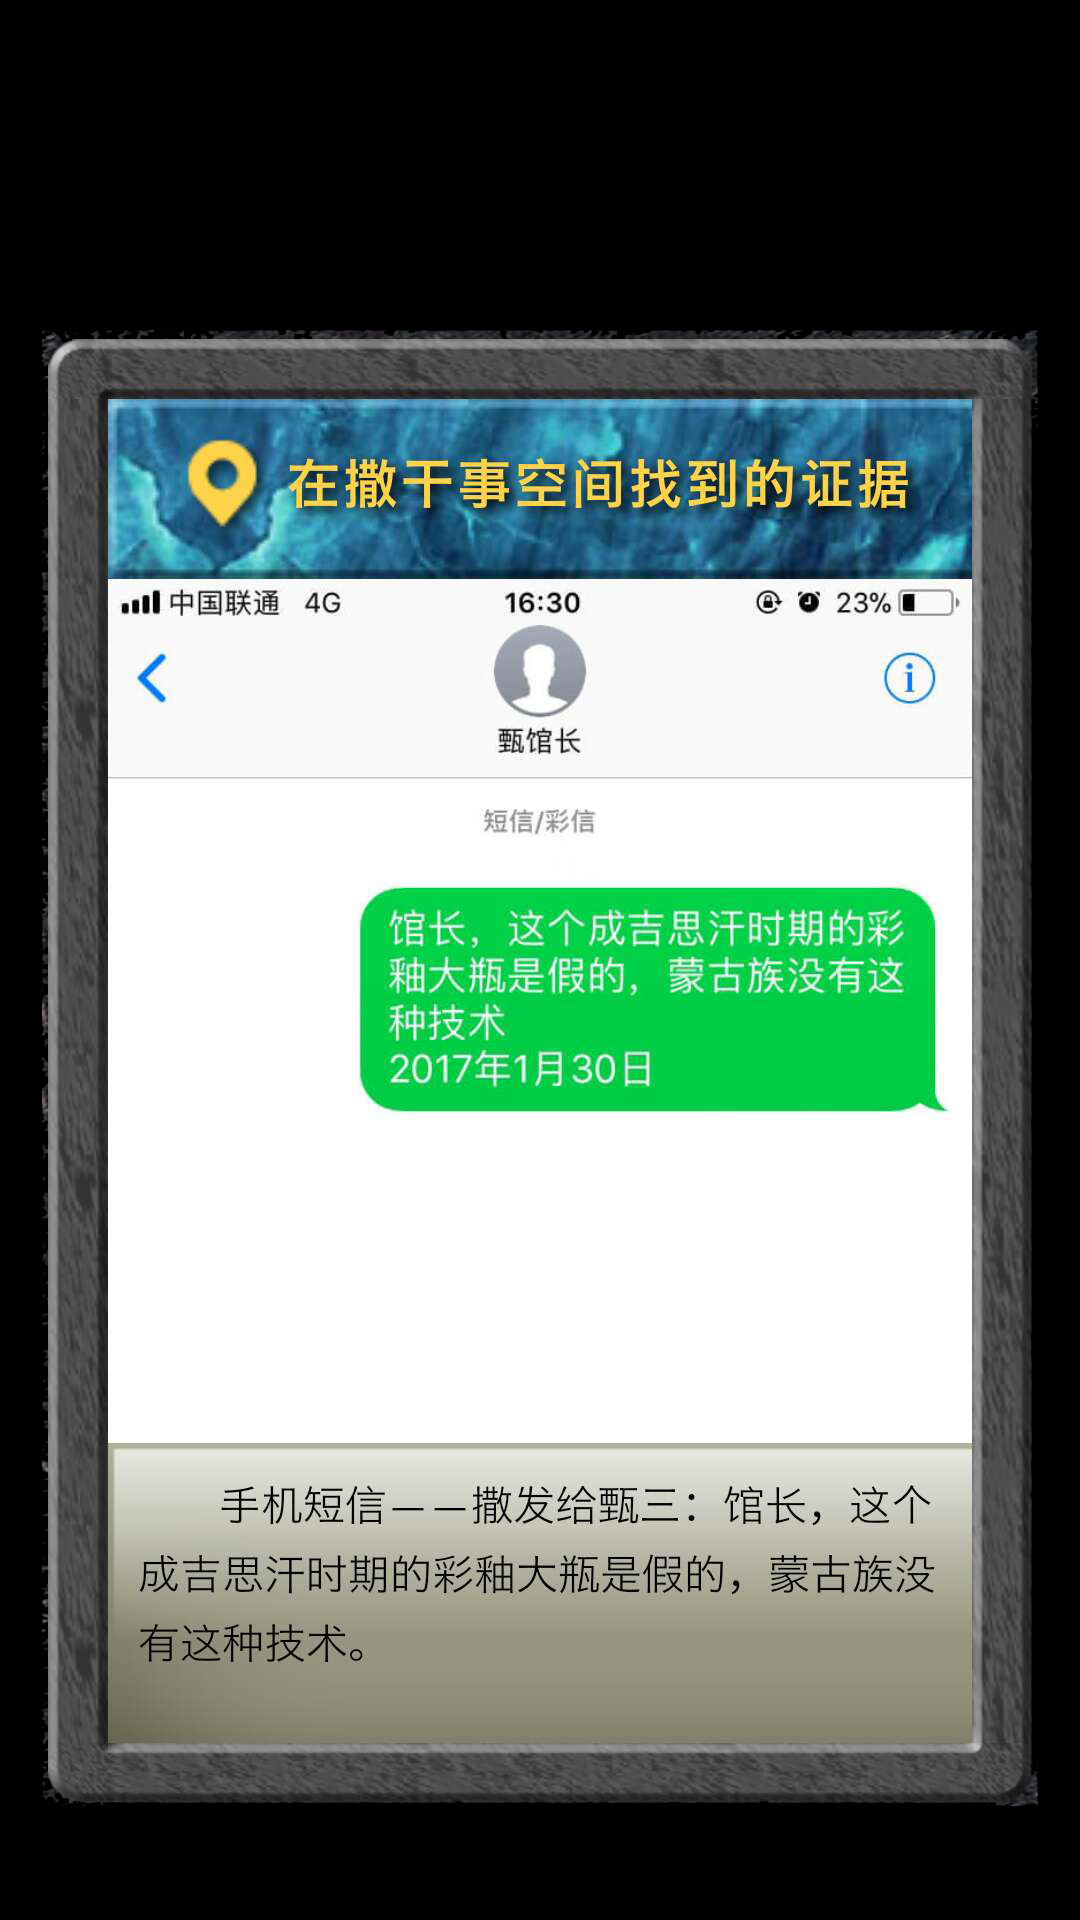 在撒干事空间找到的证据
中国联通 4G 16:30 23%
甄馆长
短信/彩信
馆长，这个成吉思汗时期的彩
釉大瓶是假的，蒙古族没有这
种技术
2017年1月30日
手机短信——撒发给甄三：馆长，这个
成吉思汗时期的彩釉大瓶是假的，蒙古族没
有这种技术。